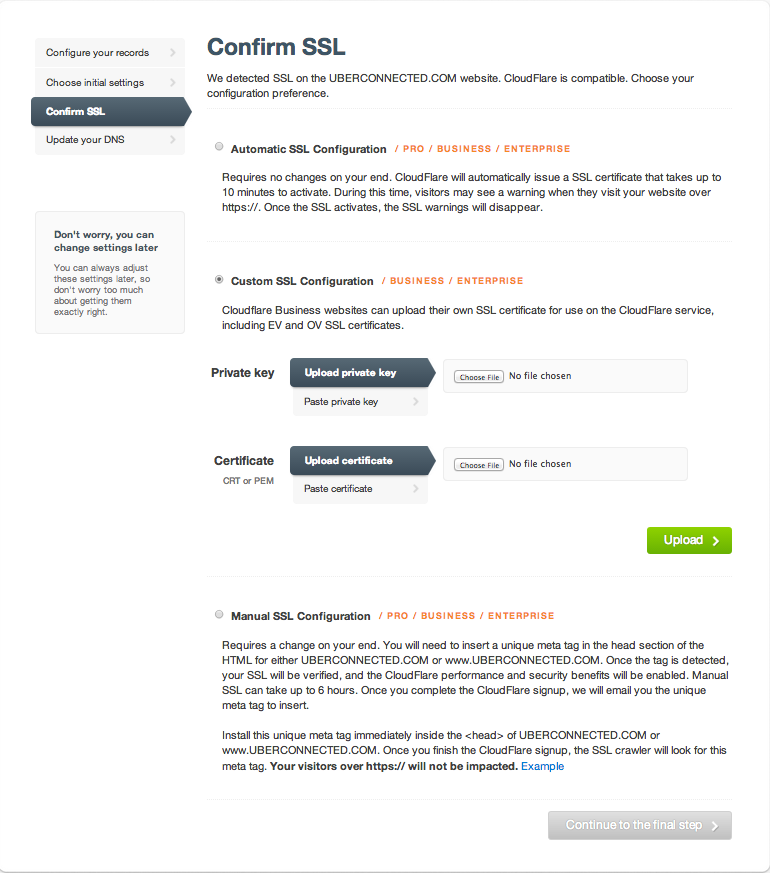 Configure your records
Choose initial settings
Confirm SSL
Update your DNS
Don't worry, you can
change settings later
You can always adjust
these settings later, so
don't worry too much
about getting them
exactly right.
Confirm SSL
We detected SSL on the UBERCONNECTED.COM website. CloudFlare is compatible. Choose your
configuration preference.
Automatic SSL Configuration / PRO / BUSINESS / ENTERPRISE
Requires no changes on your end. CloudFlare will automatically issue a SSL certificate that takes up to
10 minutes to activate. During this time, visitors may see a warning when they visit your website over
https://. Once the SSL activates, the SSL warnings will disappear.
Custom SSL Configuration / BUSINESS / ENTERPRISE
Cloudflare Business websites can upload their own SSL certificate for use on the CloudFlare service,
including EV and OV SSL certificates.
Private key Upload private key Choose File No file chosen
Paste private key
Certificate Upload certificate Choose File No file chosen
CRT or PEM Paste certificate
Upload
Manual SSL Configuration / PRO / BUSINESS / ENTERPRISE
Requires a change on your end. You will need to insert a unique meta tag in the head section of the
HTML for either UBERCONNECTED.COM or www.UBERCONNECTED.COM. Once the tag is detected,
your SSL will be verified, and the CloudFlare performance and security benefits will be enabled. Manual
SSL can take up to 6 hours. Once you complete the CloudFlare signup, we will email you the unique
meta tag to insert.
Install this unique meta tag immediately inside the <head> of UBERCONNECTED.COM or
www.UBERCONNECTED.COM. Once you finish the CloudFlare signup, the SSL crawler will look for this
meta tag. Your visitors over https:// will not be impacted. Example
Continue to the final step